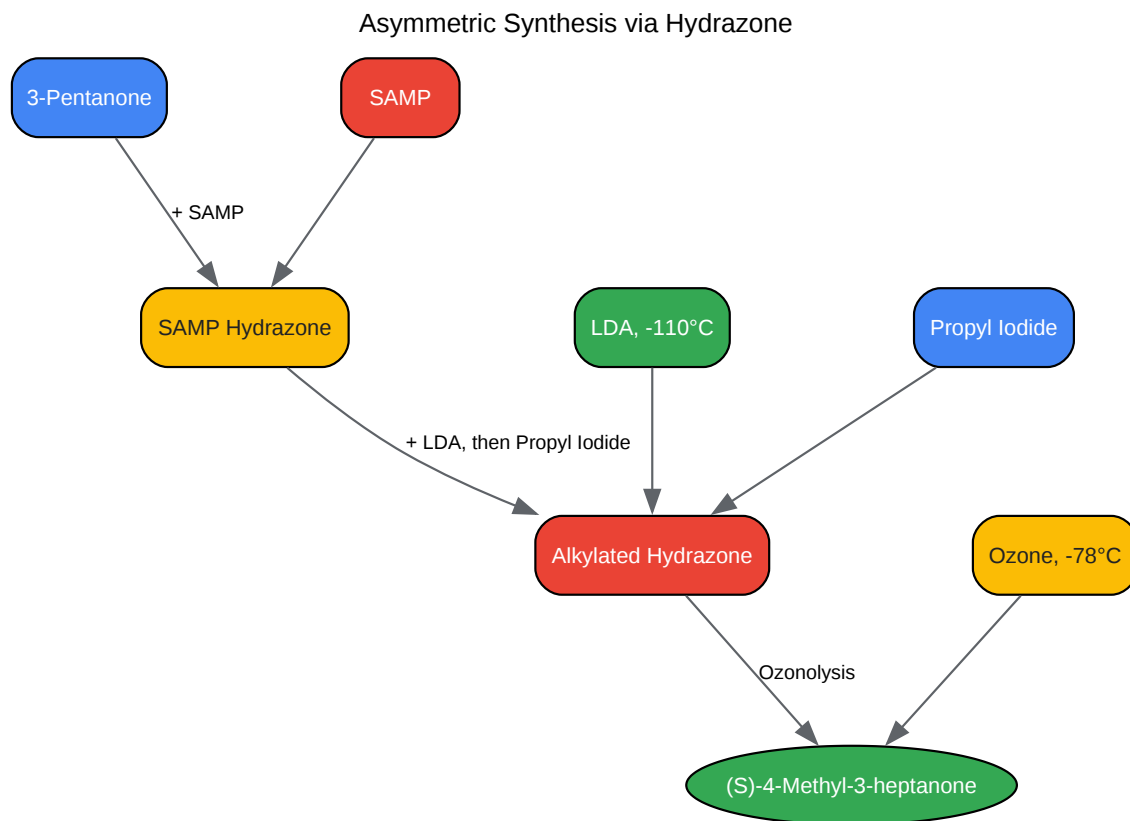 Asymmetric Synthesis via Hydrazone
3-Pentanone
SAMP
+ SAMP
SAMP Hydrazone
LDA, -110°C
Propyl Iodide
+ LDA, then Propyl Iodide
Alkylated Hydrazone
Ozone, -78°C
Ozonolysis
(S)-4-Methyl-3-heptanone